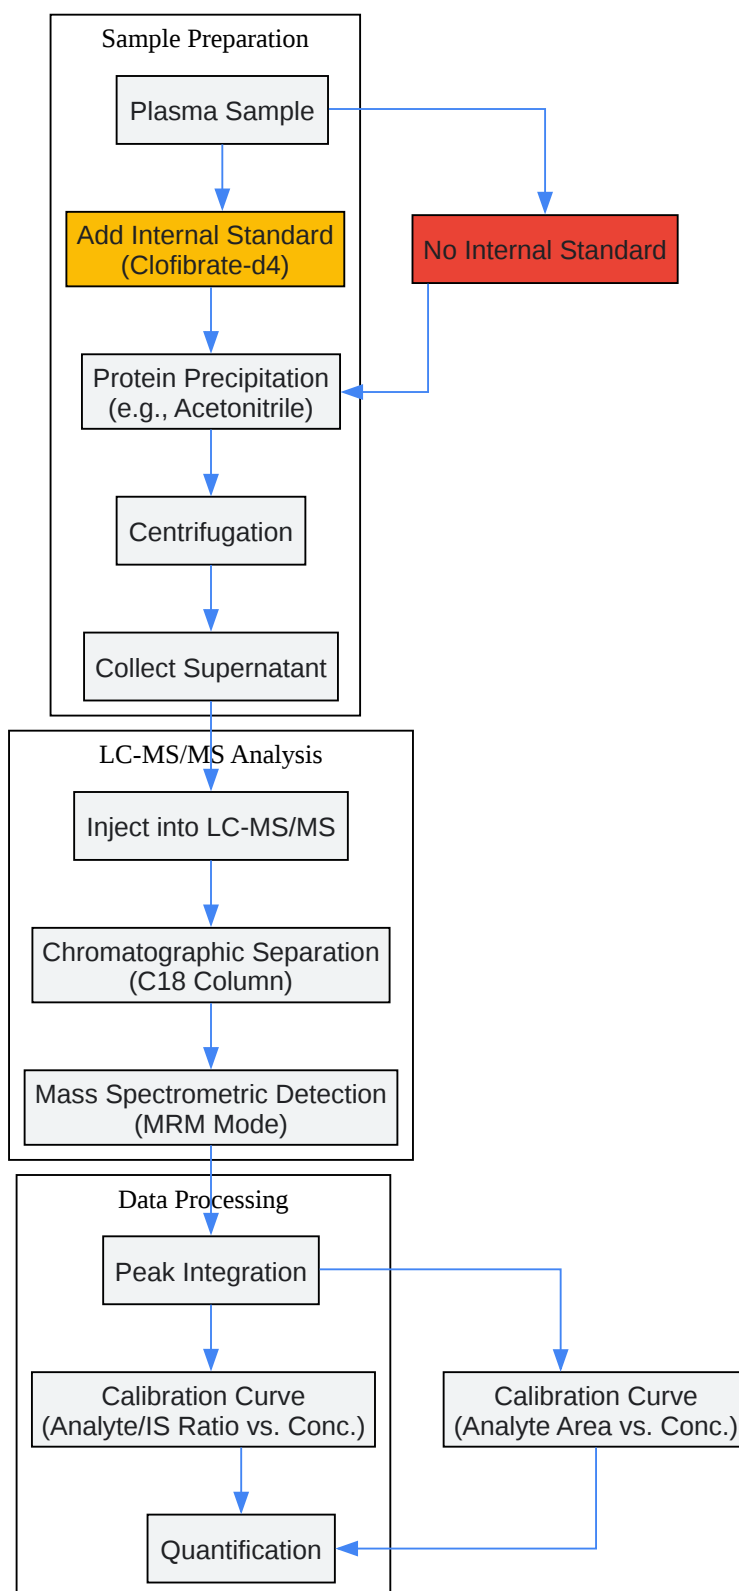 Sample Preparation
Plasma Sample
Add Internal Standard
(Clofibrate-d4)
No Internal Standard
Protein Precipitation
(e.g., Acetonitrile)
Centrifugation
Collect Supernatant
LC-MS/MS Analysis
Inject into LC-MS/MS
Chromatographic Separation
(C18 Column)
Mass Spectrometric Detection
(MRM Mode)
Data Processing
Peak Integration
Calibration Curve
(Analyte/IS Ratio vs. Conc.)
Calibration Curve
(Analyte Area vs. Conc.)
Quantification